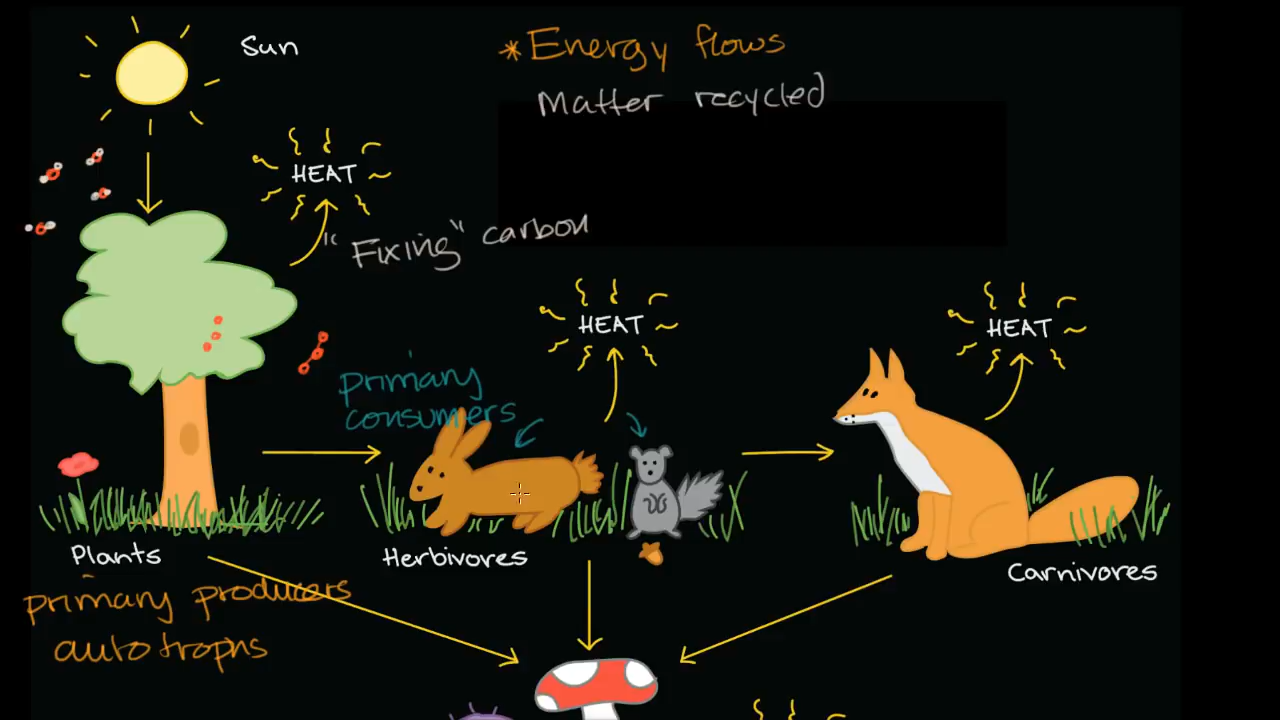 Sun
*Energy flows
Matter recycled
HEAT
"Fixing" carbon
HEAT
HEAT
primary
consumers
Plants
Herbivores
Carnivores
primary producers
autotrophs